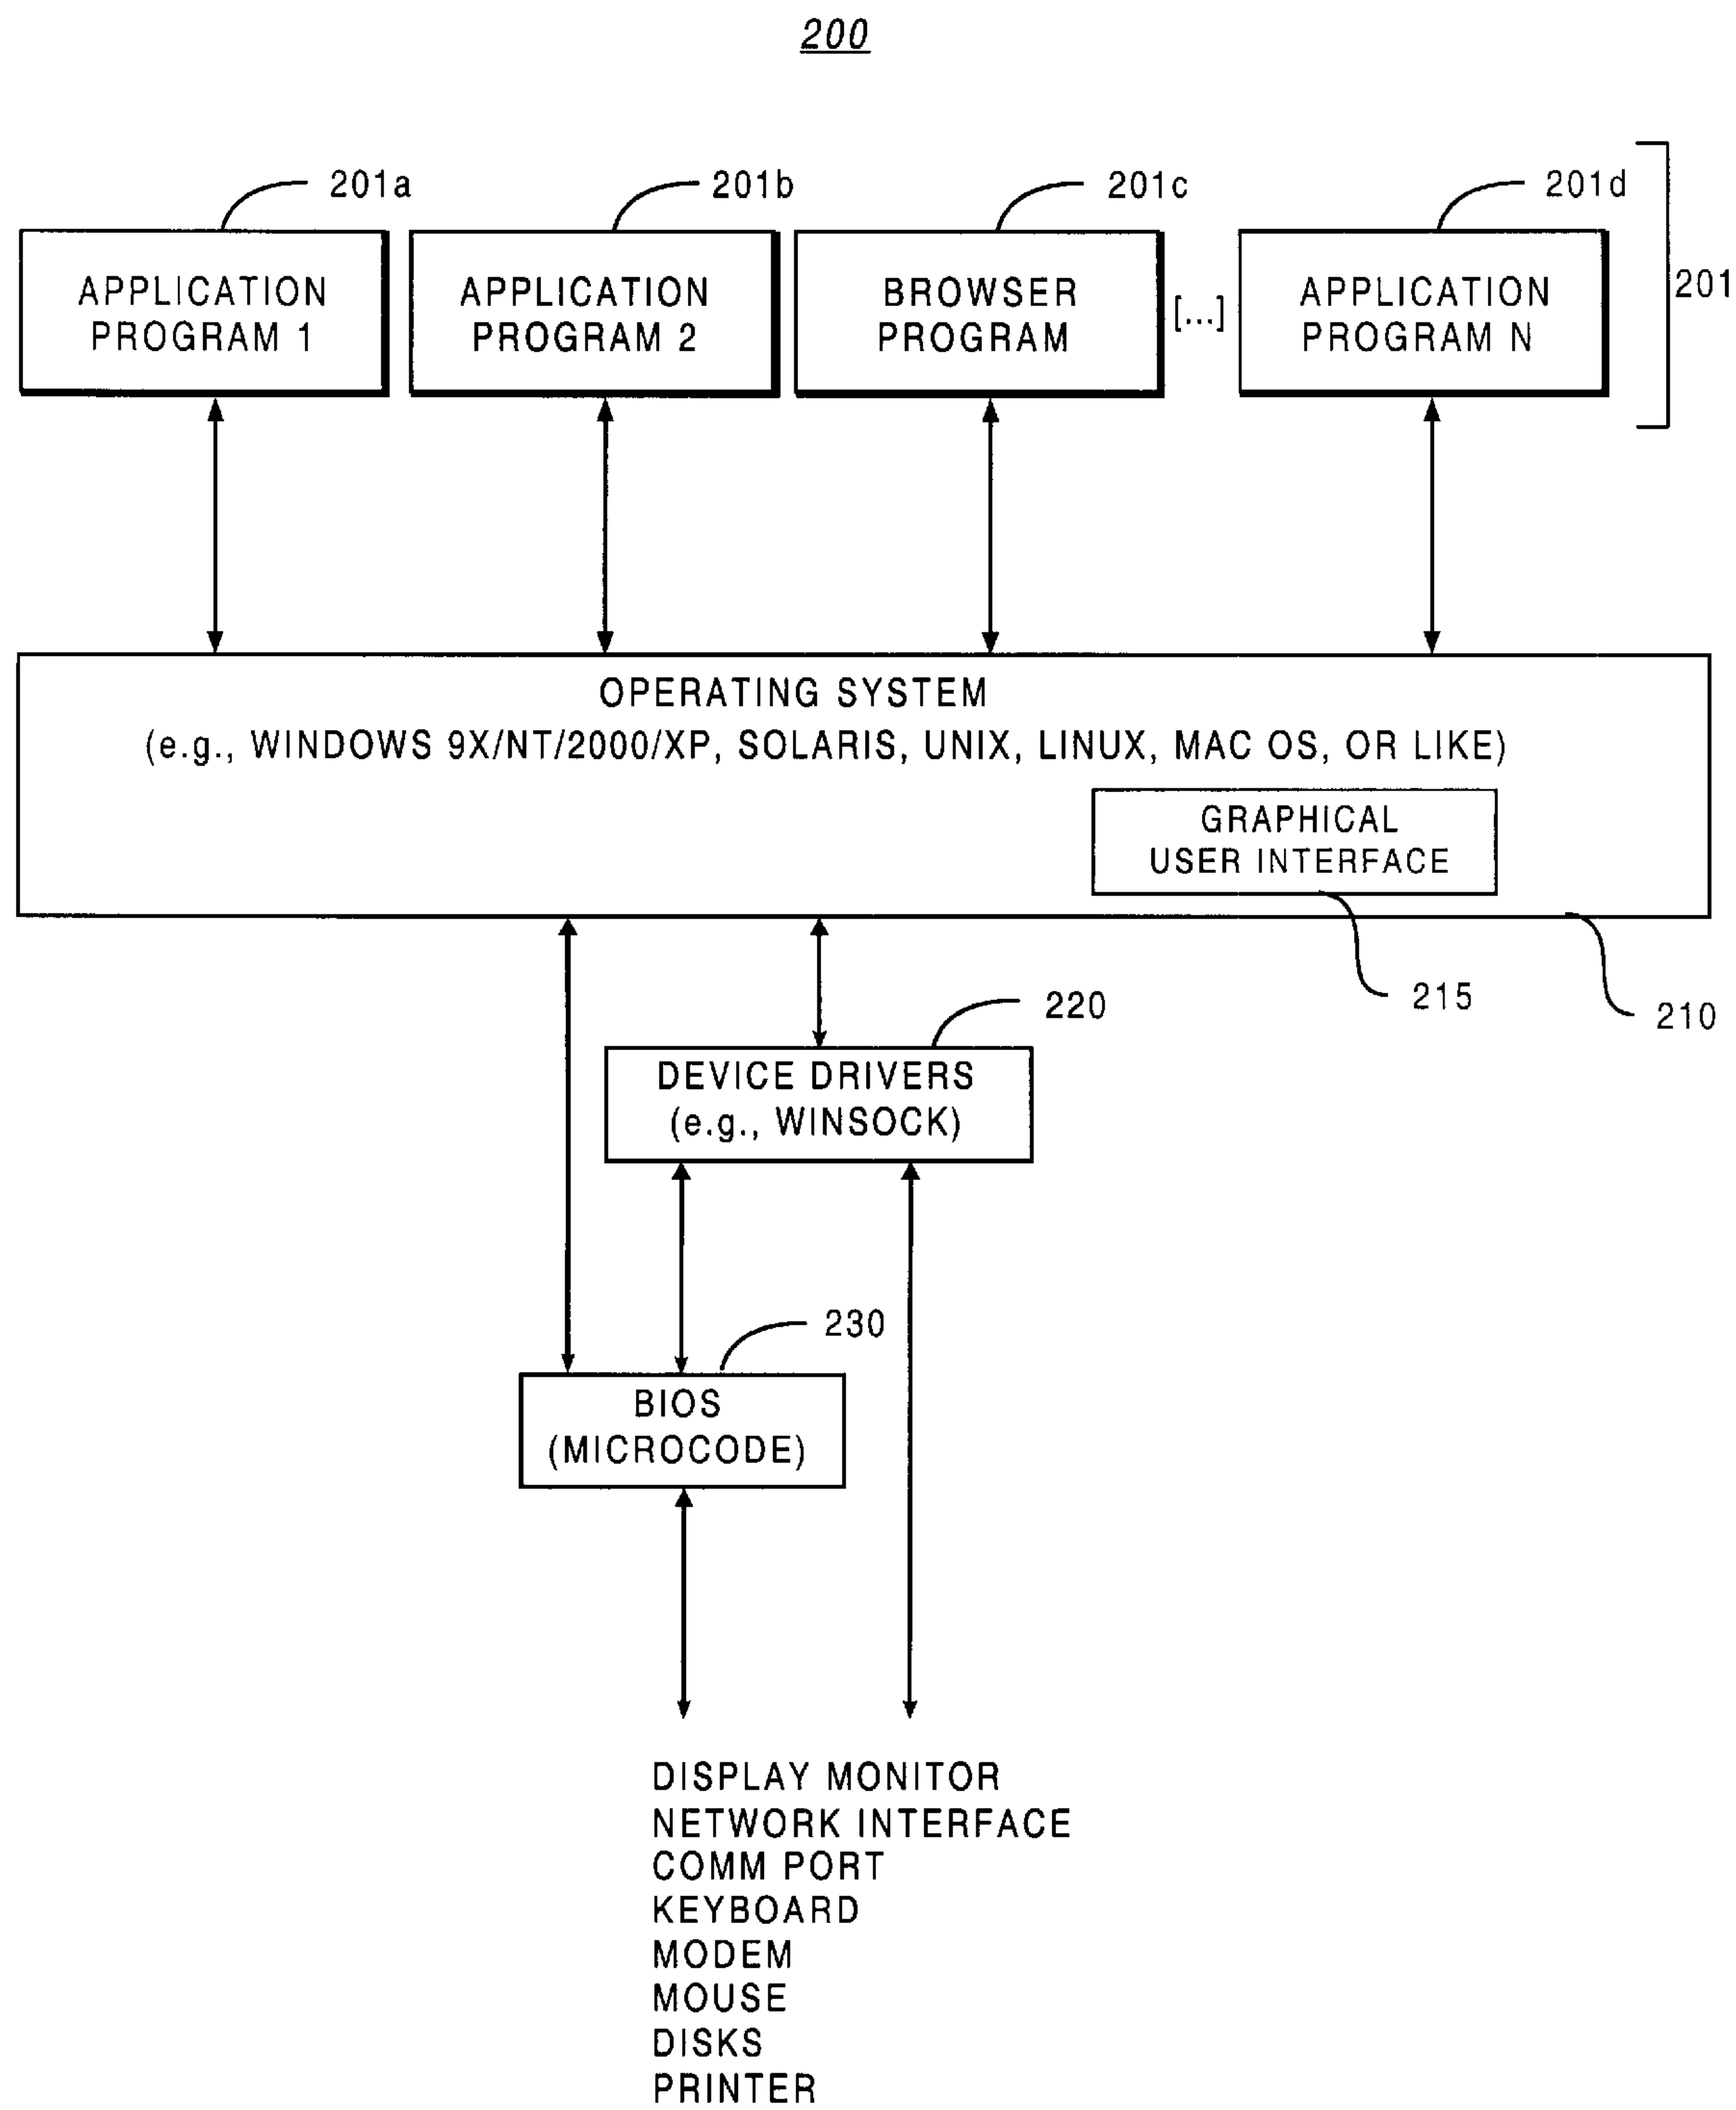 200
201a
201b
201c
201d
201
APPLICATION
PROGRAM 1
APPLICATION
PROGRAM 2
BROWSER
PROGRAM
[...]
APPLICATION
PROGRAM N
OPERATING SYSTEM
(e.g., WINDOWS 9X/NT/2000/XP, SOLARIS, UNIX, LINUX, MAC OS, OR LIKE)
GRAPHICAL
USER INTERFACE
215
210
220
DEVICE DRIVERS
(e.g., WINSOCK)
230
BIOS
(MICROCODE)
DISPLAY MONITOR
NETWORK INTERFACE
COMM PORT
KEYBOARD
MODEM
MOUSE
DISKS
PRINTER